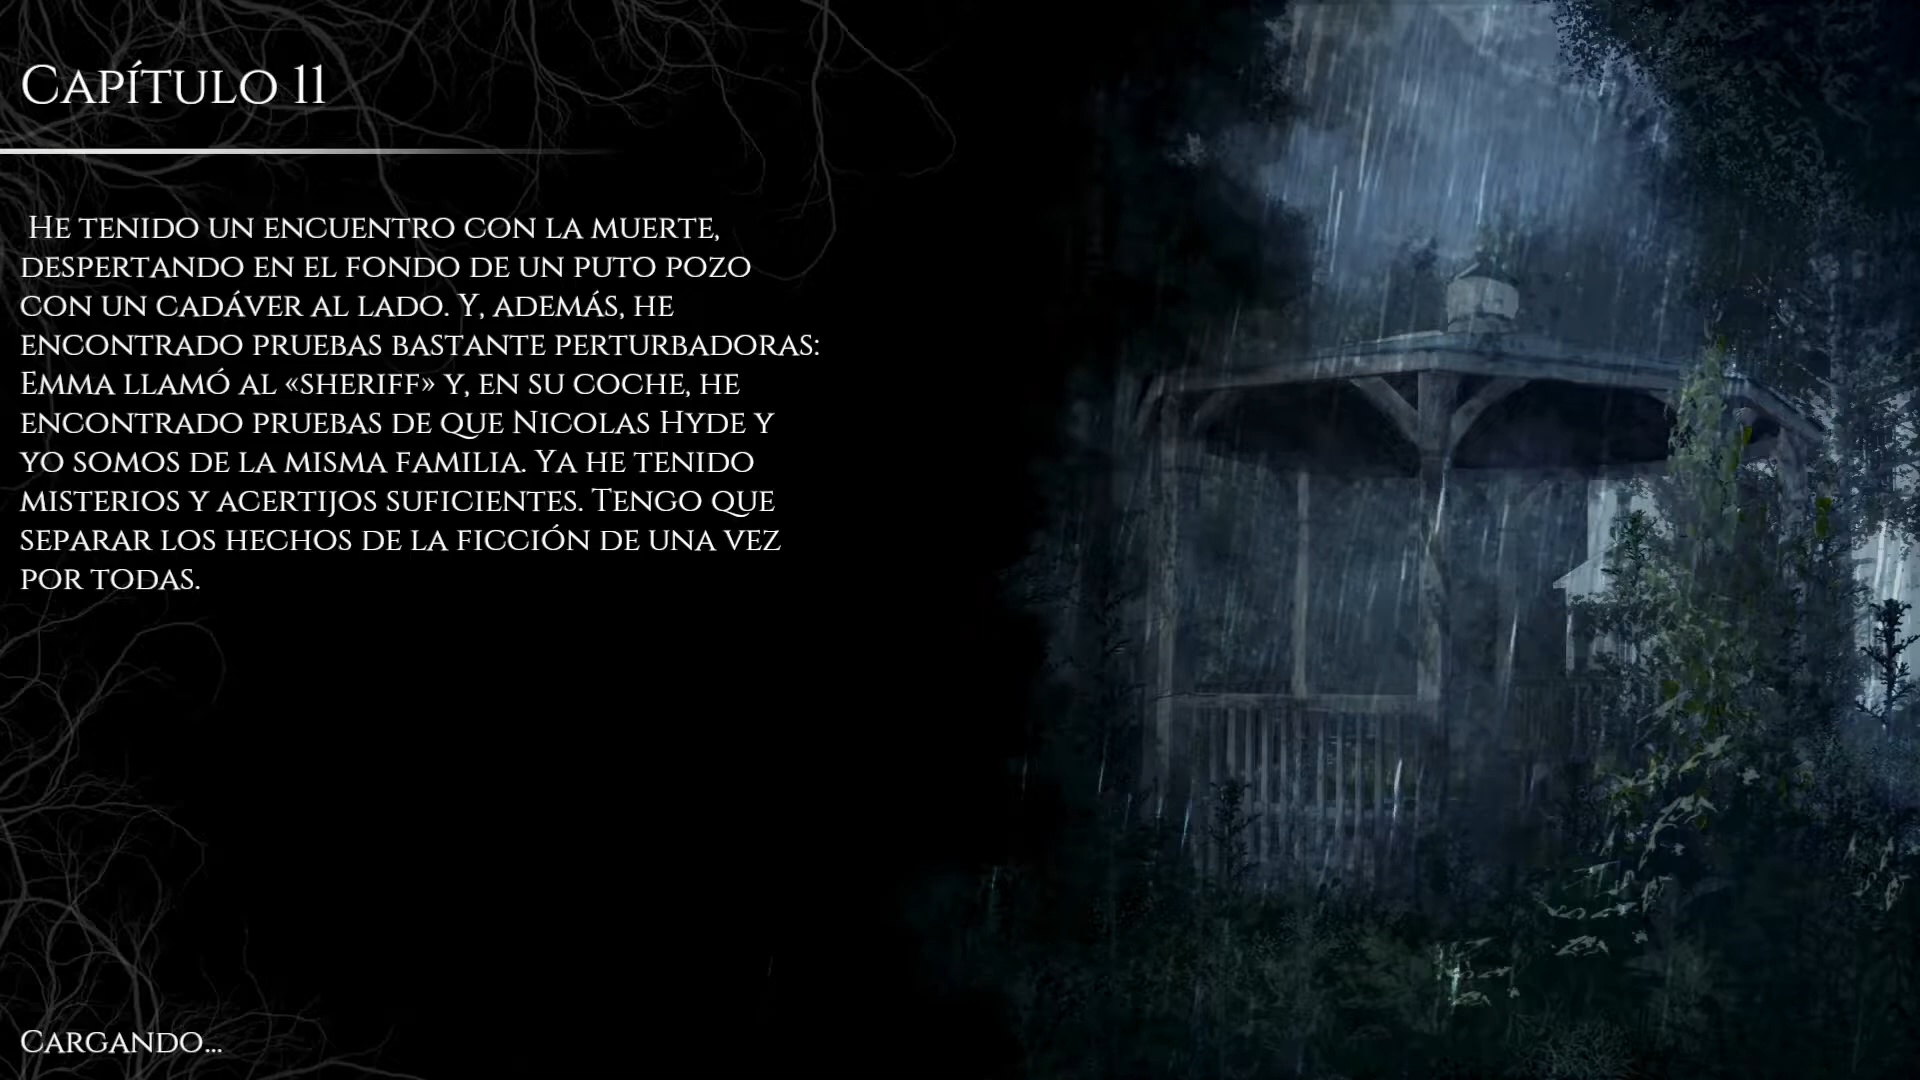 Capítulo 11
He tenido un encuentro con la muerte,
despertando en el fondo de un puto pozo
con un cadáver al lado. Y, además, he
encontrado pruebas bastante perturbadoras:
Emma llamó al «sheriff» y, en su coche, he
encontrado pruebas de que Nicolas Hyde y
yo somos de la misma familia. Ya he tenido
misterios y acertijos suficientes. Tengo que
separar los hechos de la ficción de una vez
por todas.
Cargando...